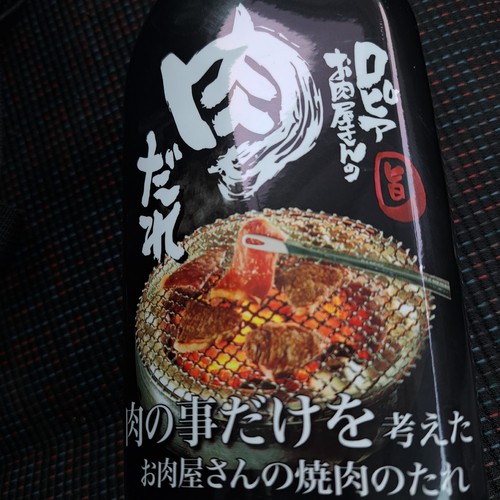 ロピア
お肉屋さんの
旨
肉
だれ
肉の事だけを考えた
お肉屋さんの焼肉のたれ